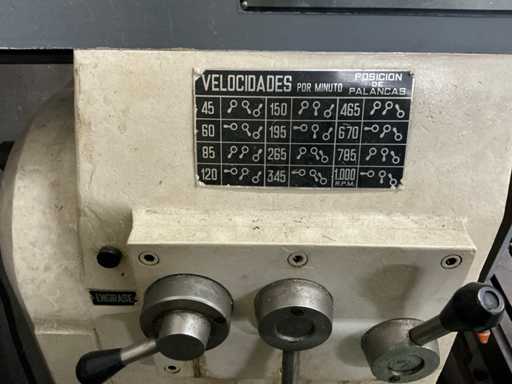 VELOCIDADES POR MINUTO POSICION DE PALANCAS
45 150 465
60 195 670
85 265 785
120 345 1.000 R.P.M.
ENGRASE